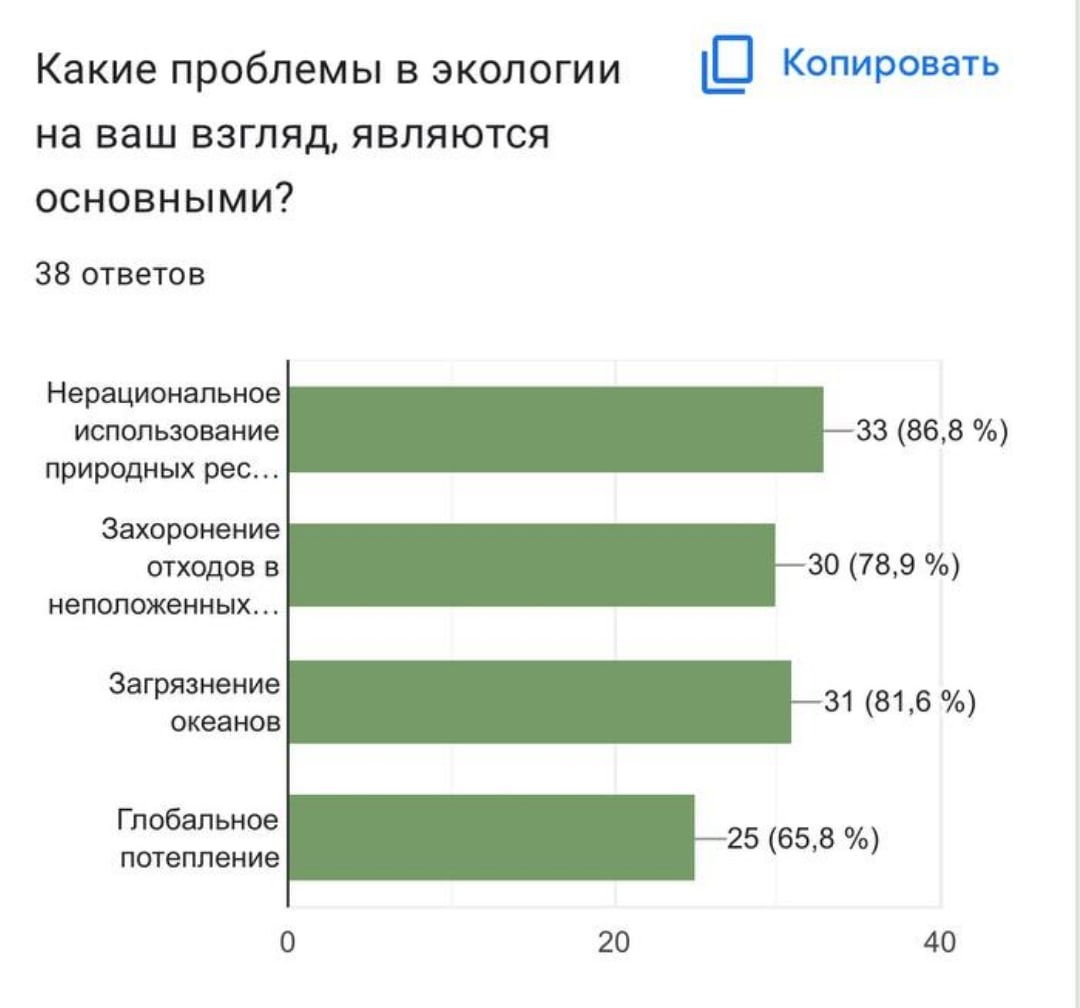 Какие проблемы в экологии
на ваш взгляд, являются
основными?
Копировать
38 ответов
Нерациональное
использование
природных рес...
33 (86,8 %)
Захоронение
отходов в
неположенных...
30 (78,9 %)
Загрязнение
океанов
31 (81,6 %)
Глобальное
потепление
25 (65,8 %)
0 20 40